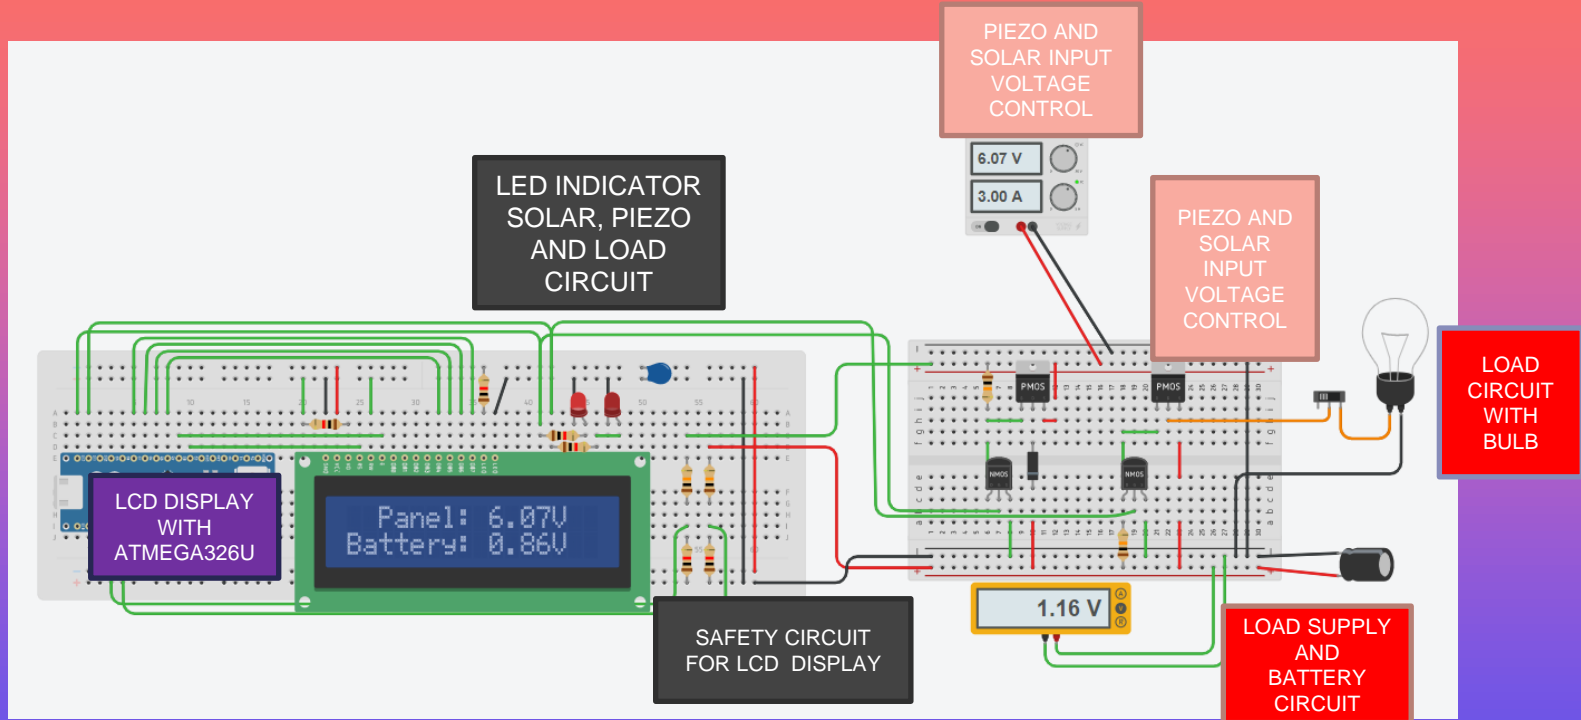 PIEZO AND
SOLAR INPUT
VOLTAGE
CONTROL
6.07 V
3.00 A
LED INDICATOR
SOLAR, PIEZO
AND LOAD
CIRCUIT
PIEZO AND
SOLAR
INPUT
VOLTAGE
CONTROL
LOAD
CIRCUIT
WITH
BULB
PMOS
PMOS
NMOS
NMOS
LCD DISPLAY
WITH
ATMEGA326U
Panel: 6.07V
Battery: 0.86V
1.16 V
SAFETY CIRCUIT
FOR LCD DISPLAY
LOAD SUPPLY
AND
BATTERY
CIRCUIT